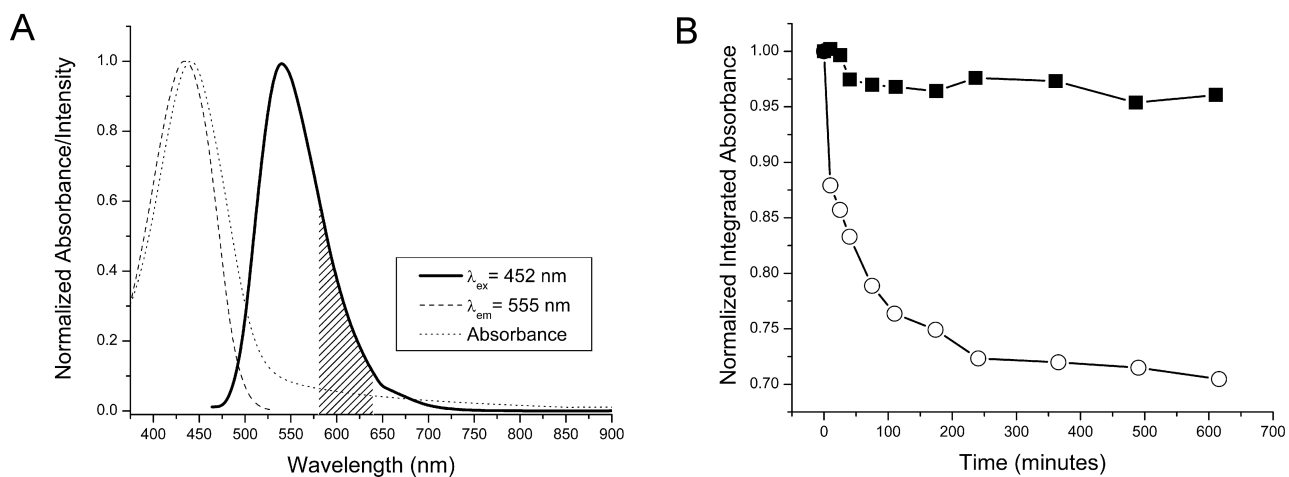 A
Normalized Absorbance/Intensity
1.0
0.8
0.6
0.4
0.2
0.0
400 450 500 550 600 650 700 750 800 850 900
Wavelength (nm)
λex= 452 nm
λem= 555 nm
Absorbance
B
Normalized Integrated Absorbance
1.00
0.95
0.90
0.85
0.80
0.75
0.70
0 100 200 300 400 500 600 700
Time (minutes)